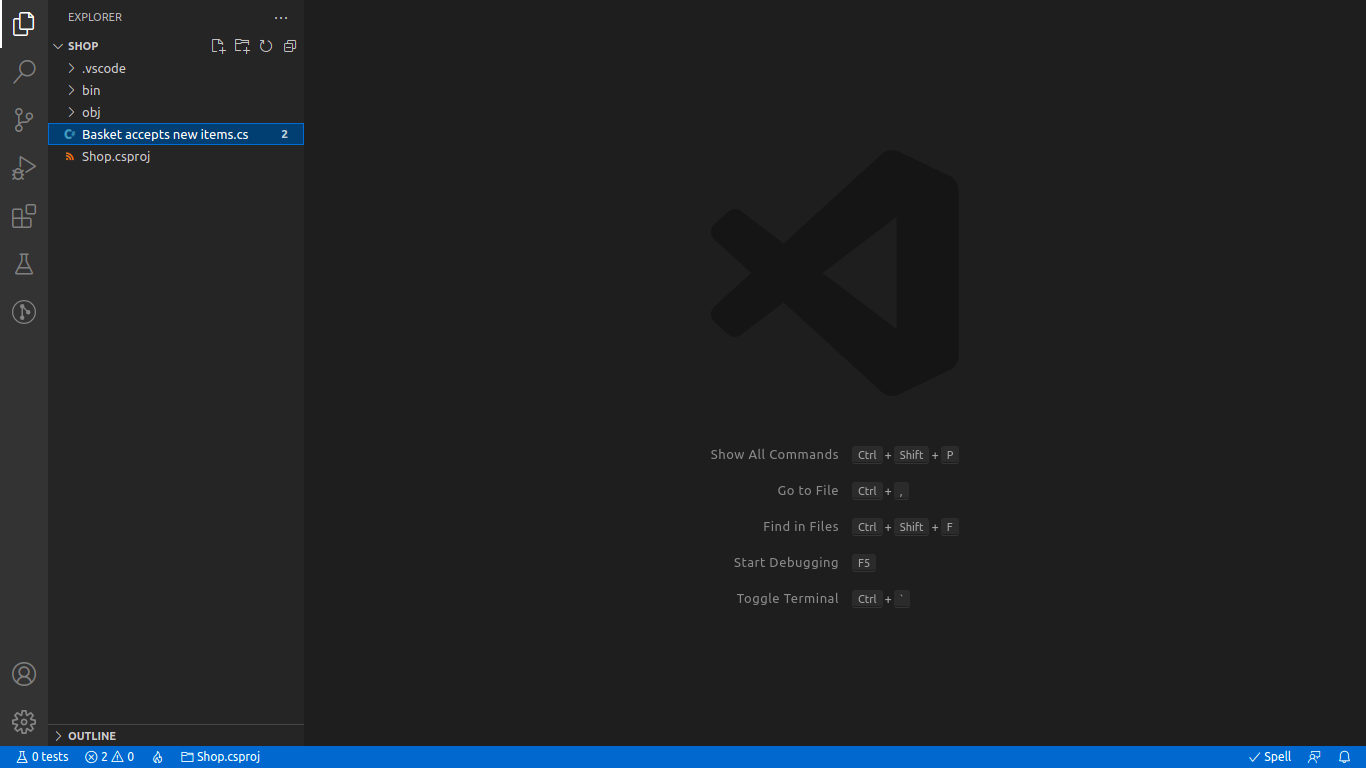 EXPLORER
SHOP
.vscode
bin
obj
Basket accepts new items.cs 2
Shop.csproj
Show All Commands Ctrl + Shift + P
Go to File Ctrl + ,
Find in Files Ctrl + Shift + F
Start Debugging F5
Toggle Terminal Ctrl + `
OUTLINE
0 tests 2 0 Shop.csproj Spell